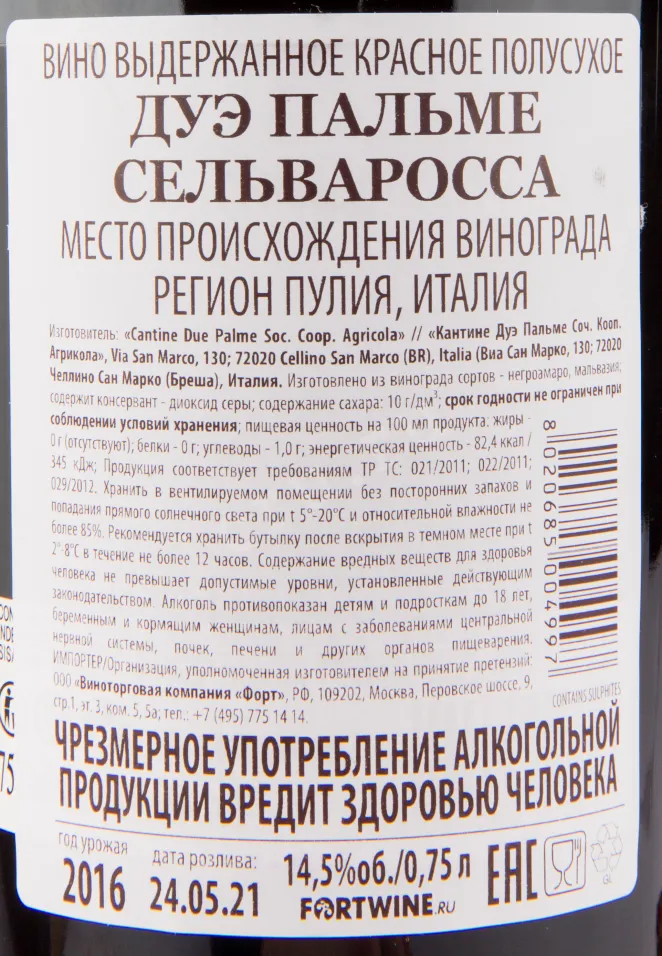 ВИНО ВЫДЕРЖАННОЕ КРАСНОЕ ПОЛУСУХОЕ
ДУЭ ПАЛЬМЕ
СЕЛЬВАРОССА
МЕСТО ПРОИСХОЖДЕНИЯ ВИНОГРАДА
РЕГИОН ПУЛИЯ, ИТАЛИЯ
Изготовитель: «Cantine Due Palme Soc. Coop. Agricola» // «Кантине Дуэ Пальме Соч. Кооп.
Агрикола», Via San Marco, 130; 72020 Cellino San Marco (BR), Italia (Виа Сан Марко, 130; 72020
Челлино Сан Марко (Бреша), Италия. Изготовлено из винограда сортов - негроамаро, мальвазия;
содержит консервант - диоксид серы; содержание сахара: 10 г/дм³; срок годности не ограничен при
соблюдении условий хранения; пищевая ценность на 100 мл продукта: жиры -
0 г (отсутствуют); белки - 0 г; углеводы - 1,0 г; энергетическая ценность - 82,4 ккал /
345 кДж; Продукция соответствует требованиям ТР ТС: 021/2011; 022/2011;
029/2012. Хранить в вентилируемом помещении без посторонних запахов и
попадания прямого солнечного света при t 5°-20°С и относительной влажности не
более 85%. Рекомендуется хранить бутылку после вскрытия в темном месте при t
2°-8°С в течение не более 12 часов. Содержание вредных веществ для здоровья
человека не превышает допустимые уровни, установленные действующим
законодательством. Алкоголь противопоказан детям и подросткам до 18 лет,
беременным и кормящим женщинам, лицам с заболеваниями центральной
нервной системы, почек, печени и других органов пищеварения.
ИМПОРТЕР/Организация, уполномоченная изготовителем на принятие претензий:
ООО «Виноторговая компания «Форт», РФ, 109202, Москва, Перовское шоссе, 9,
стр.1, эт. 3, ком. 5, 5а; тел.: +7 (495) 775 14 14.
8 020685 004997
CONTAINS SULPHITES
ЧРЕЗМЕРНОЕ УПОТРЕБЛЕНИЕ АЛКОГОЛЬНОЙ
ПРОДУКЦИИ ВРЕДИТ ЗДОРОВЬЮ ЧЕЛОВЕКА
год урожая
2016
дата розлива:
24.05.21
14,5%об./0,75 л
FORTWINE.RU
EAC
GL
75